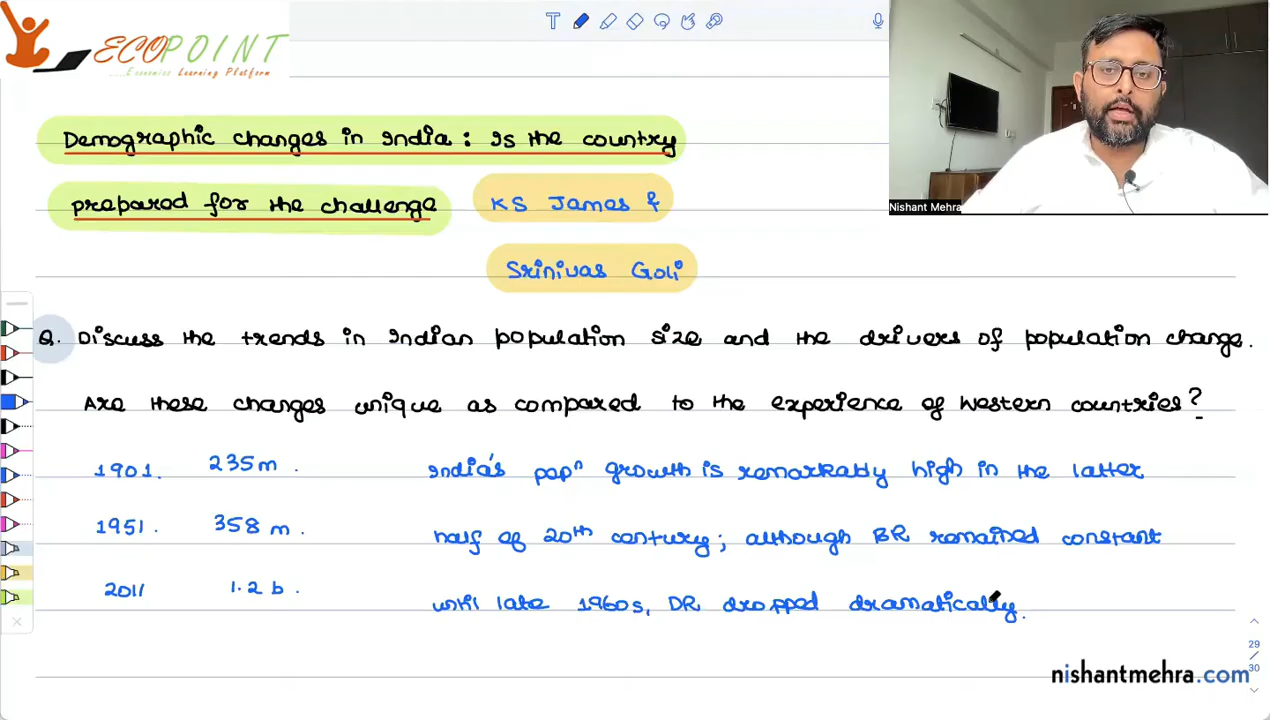 ECOPOINT
....Economics Learning Platform
T
Demographic changes in India: is the country
prepared for the challenge
KS James &
Srinivas Goli
Nishant Mehra
Q. Discuss the trends in Indian population size and the drivers of population change.
Are these changes unique as compared to the experience of Western countries?
1901. 235m.
India's popⁿ growth is remarkably high in the latter
1951. 358 m.
half of 20th century; although BR remained constant
2011 1.2 b.
until late 1960s, DR dropped dramatically.
29
/
30
nishantmehra.com